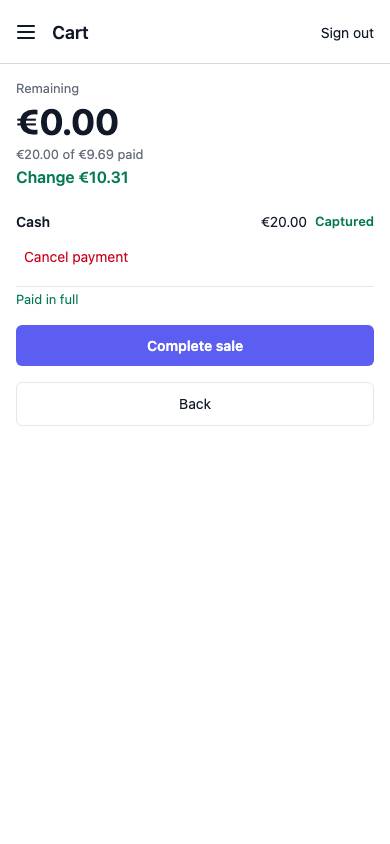 Cart
Sign out
Remaining
€0.00
€20.00 of €9.69 paid
Change €10.31
Cash €20.00 Captured
Cancel payment
Paid in full
Complete sale
Back